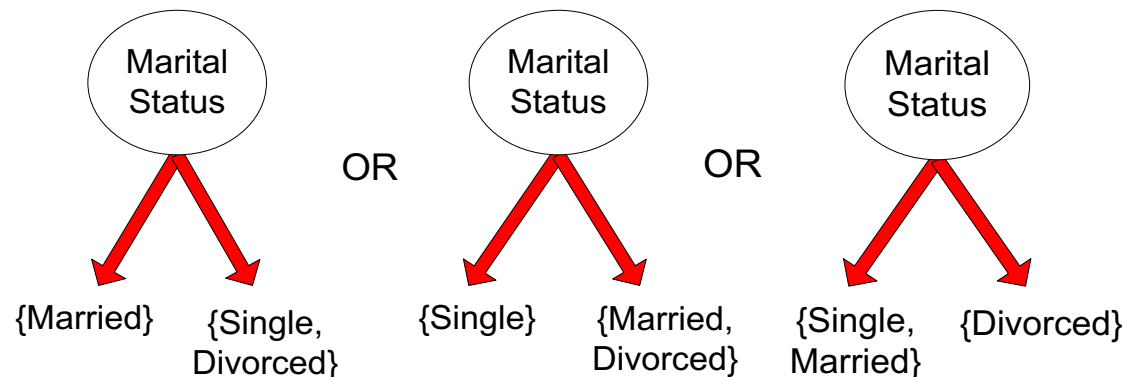 Marital
Status
OR
Marital
Status
OR
Marital
Status
{Married}
{Single,
Divorced}
{Single}
{Married,
Divorced}
{Single,
Married}
{Divorced}